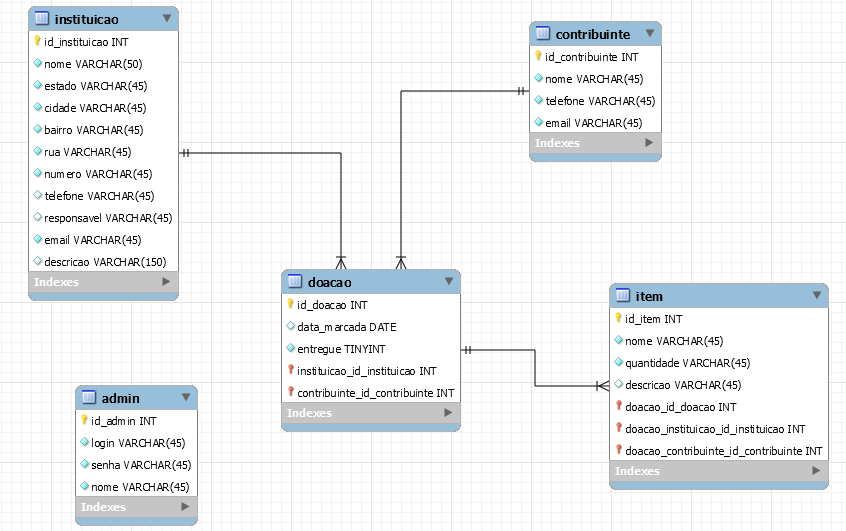 instituicao
id_instituicao INT
nome VARCHAR(50)
estado VARCHAR(45)
cidade VARCHAR(45)
bairro VARCHAR(45)
rua VARCHAR(45)
numero VARCHAR(45)
telefone VARCHAR(45)
responsavel VARCHAR(45)
email VARCHAR(45)
descricao VARCHAR(150)
Indexes
contribuinte
id_contribuinte INT
nome VARCHAR(45)
telefone VARCHAR(45)
email VARCHAR(45)
Indexes
doacao
id_doacao INT
data_marcada DATE
entregue TINYINT
instituicao_id_instituicao INT
contribuinte_id_contribuinte INT
Indexes
item
id_item INT
nome VARCHAR(45)
quantidade VARCHAR(45)
descricao VARCHAR(45)
doacao_id_doacao INT
doacao_instituicao_id_instituicao INT
doacao_contribuinte_id_contribuinte INT
Indexes
admin
id_admin INT
login VARCHAR(45)
senha VARCHAR(45)
nome VARCHAR(45)
Indexes